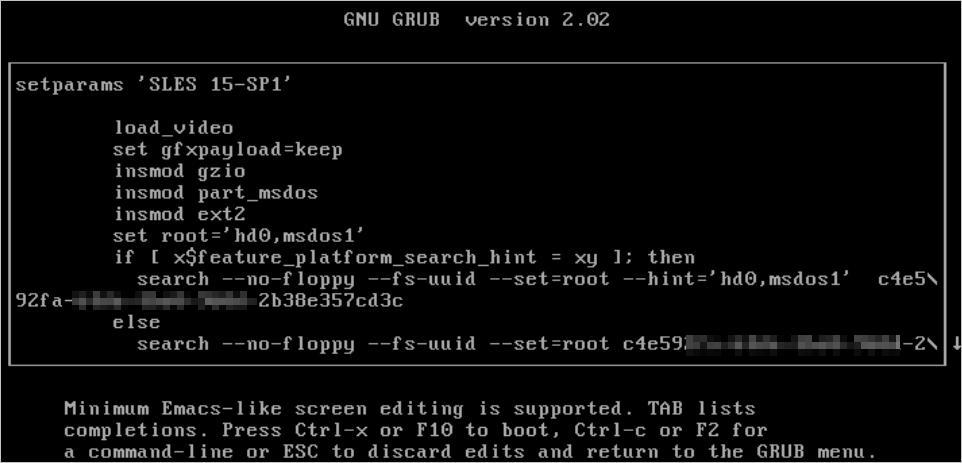 GNU GRUB version 2.02
setparams 'SLES 15-SP1'
load_video
set gfxpayload=keep
insmod gzio
insmod part_msdos
insmod ext2
set root='hd0,msdos1'
if [ x$feature_platform_search_hint = xy ]; then
search --no-floppy --fs-uuid --set=root --hint='hd0,msdos1' c4e5\
92fa- -2b38e357cd3c
else
search --no-floppy --fs-uuid --set=root c4e592 -2\ ↓
Minimum Emacs-like screen editing is supported. TAB lists
completions. Press Ctrl-x or F10 to boot, Ctrl-c or F2 for
a command-line or ESC to discard edits and return to the GRUB menu.